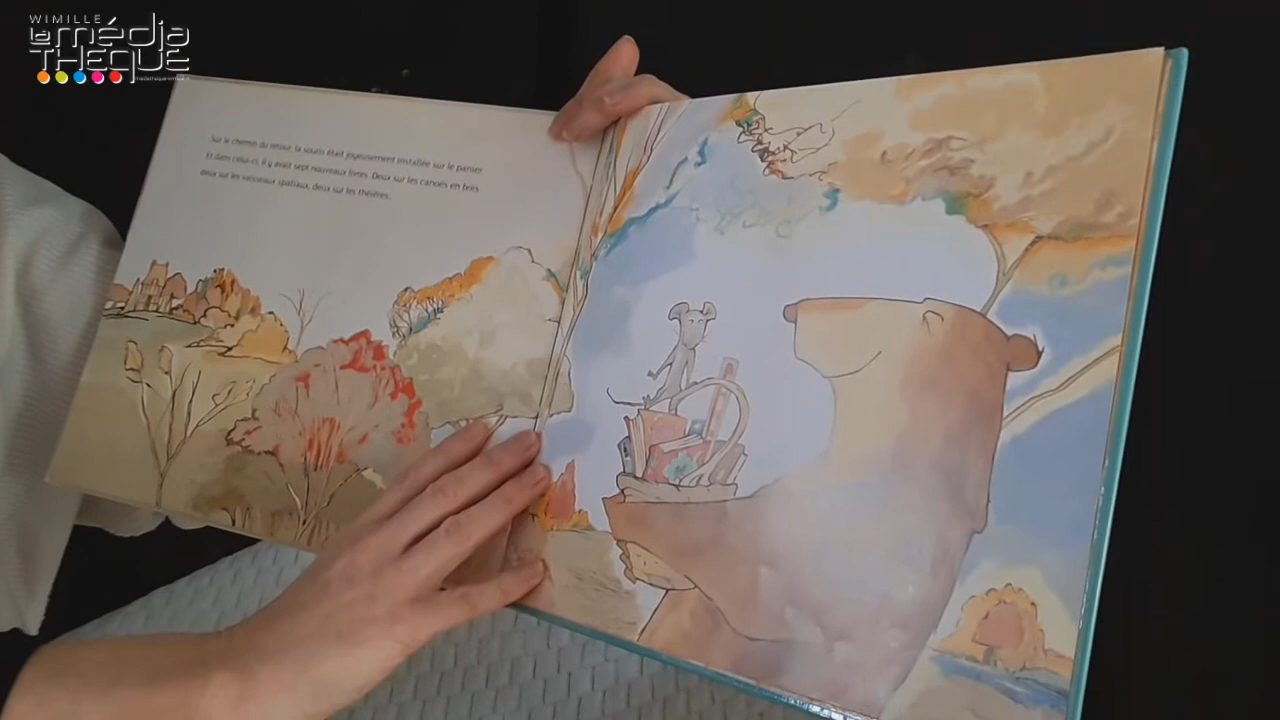 WIMILLE
la média
THEQUE
Sur le chemin du retour, la souris était joyeusement installée sur le panier.
Et dans celui-ci, il y avait sept nouveaux livres. Deux sur les canoës en bois,
deux sur les vaisseaux spatiaux, deux sur les théières,